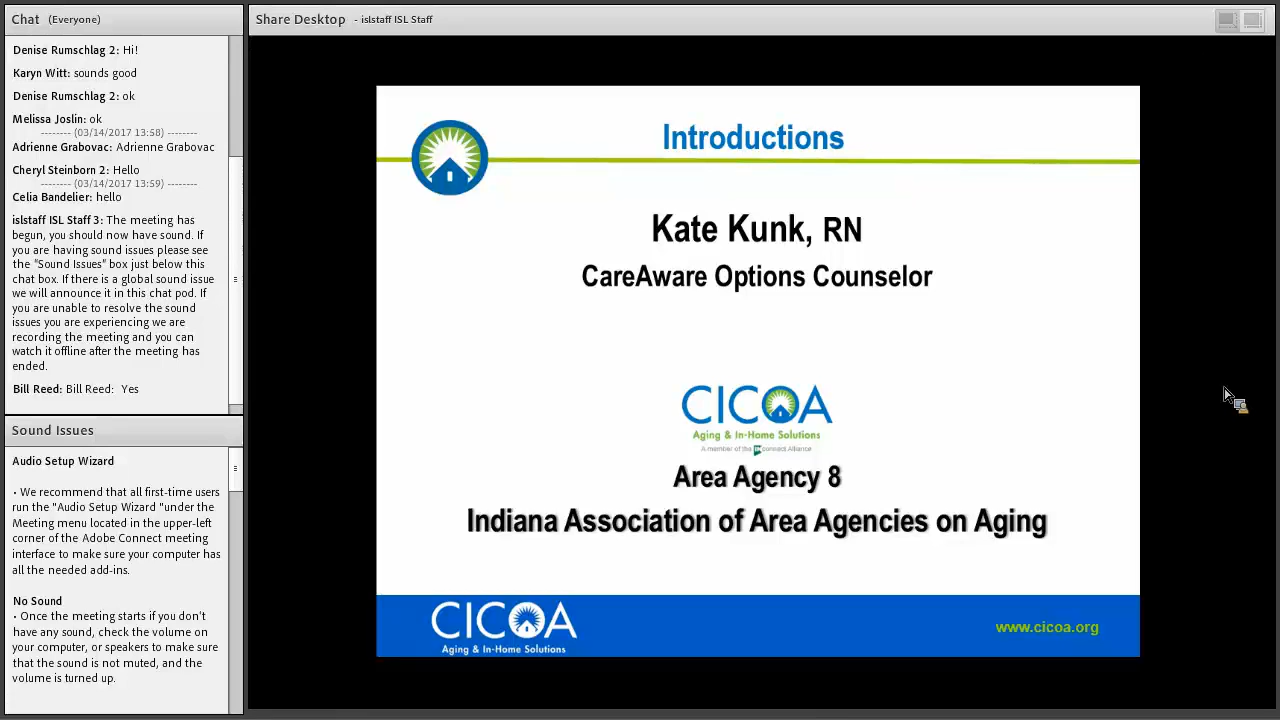 Chat (Everyone)
Denise Rumschlag 2: Hi!
Karyn Witt: sounds good
Denise Rumschlag 2: ok
Melissa Joslin: ok
-------- (03/14/2017 13:58) --------
Adrienne Grabovac: Adrienne Grabovac
Cheryl Steinborn 2: Hello
-------- (03/14/2017 13:59) --------
Celia Bandelier: hello
islstaff ISL Staff 3: The meeting has
begun, you should now have sound. If
you are having sound issues please see
the "Sound Issues" box just below this
chat box. If there is a global sound issue
we will announce it in this chat pod. If
you are unable to resolve the sound
issues you are experiencing we are
recording the meeting and you can
watch it offline after the meeting has
ended.
Bill Reed: Bill Reed: Yes
Sound Issues
Audio Setup Wizard
• We recommend that all first-time users
run the "Audio Setup Wizard "under the
Meeting menu located in the upper-left
corner of the Adobe Connect meeting
interface to make sure your computer has
all the needed add-ins.
No Sound
• Once the meeting starts if you don't
have any sound, check the volume on
your computer, or speakers to make sure
that the sound is not muted, and the
volume is turned up.
Share Desktop - islstaff ISL Staff
Introductions
Kate Kunk, RN
CareAware Options Counselor
CICOA
Aging & In-Home Solutions
A member of the INconnect Alliance
Area Agency 8
Indiana Association of Area Agencies on Aging
CICOA
Aging & In-Home Solutions
www.cicoa.org